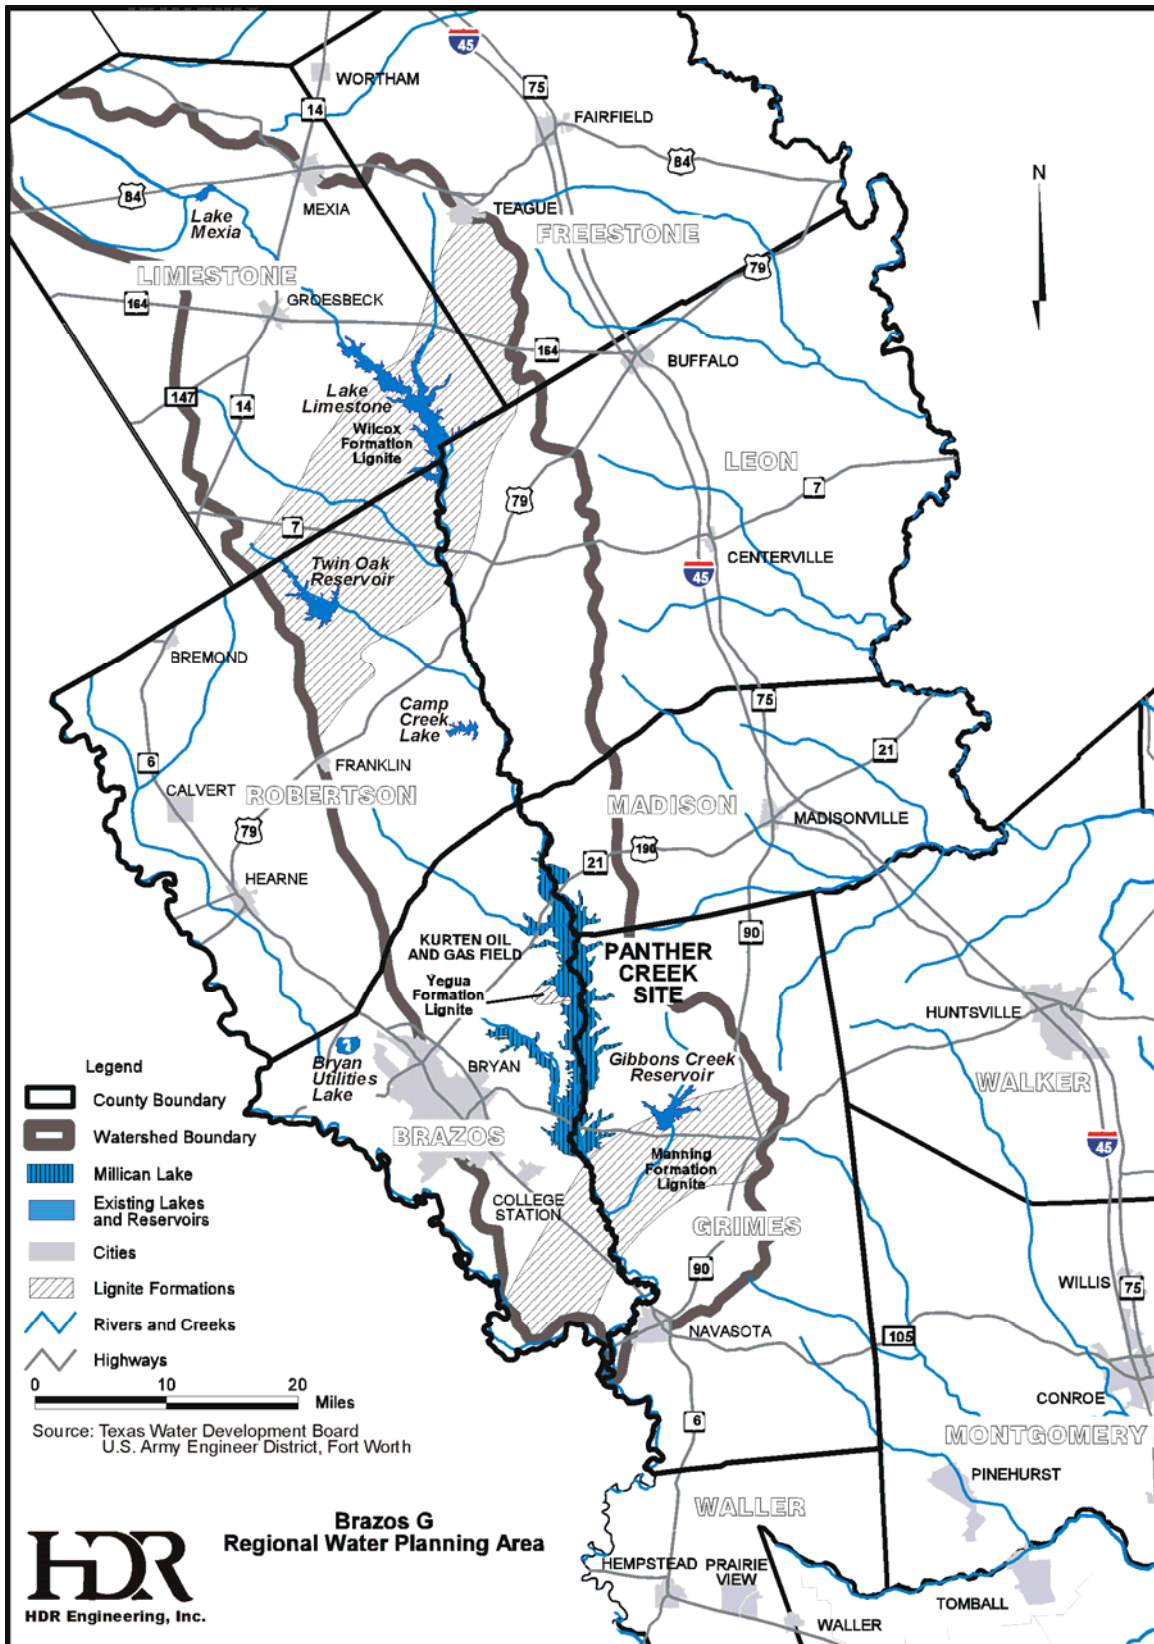 45
WORTHAM
75
14
FAIRFIELD
84
N
84
MEXIA
Lake
Mexia
TEAGUE
FREESTONE
79
LIMESTONE
164
GROESBECK
164
BUFFALO
147
14
Lake
Limestone
Wilcox
Formation
Lignite
LEON
7
79
7
CENTERVILLE
45
Twin Oak
Reservoir
BREMOND
75
Camp
Creek
Lake
21
6
FRANKLIN
CALVERT
ROBERTSON
MADISON
MADISONVILLE
79
190
21
HEARNE
90
KURTEN OIL
AND GAS FIELD
PANTHER
CREEK
SITE
Yegua
Formation
Lignite
HUNTSVILLE
Bryan
Utilities
Lake
BRYAN
Gibbons Creek
Reservoir
WALKER
Legend
County Boundary
Watershed Boundary
Millican Lake
Existing Lakes
and Reservoirs
Cities
Lignite Formations
Rivers and Creeks
Highways
BRAZOS
45
Manning
Formation
Lignite
COLLEGE
STATION
GRIMES
90
WILLIS
75
NAVASOTA
105
0 10 20
Miles
CONROE
6
Source: Texas Water Development Board
U.S. Army Engineer District, Fort Worth
MONTGOMERY
PINEHURST
WALLER
Brazos G
Regional Water Planning Area
HDR
HDR Engineering, Inc.
HEMPSTEAD
PRAIRIE
VIEW
TOMBALL
WALLER